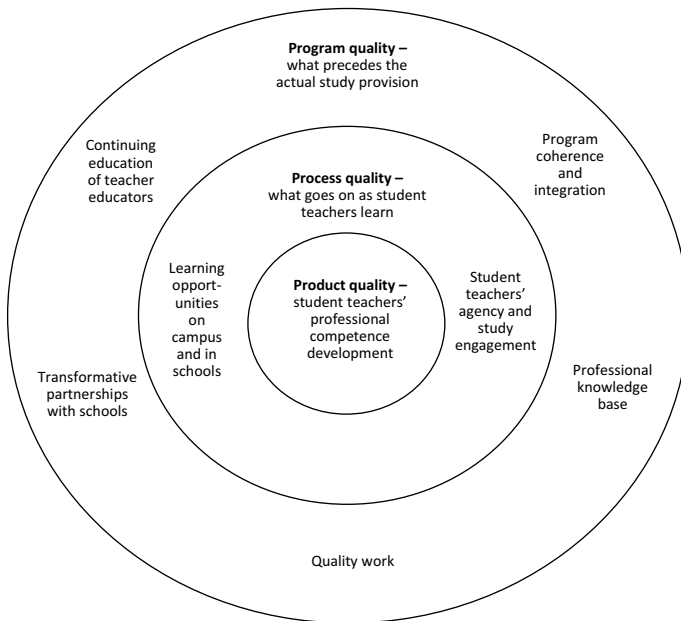 Program quality –
what precedes the
actual study provision
Continuing
education
of teacher
educators
Program
coherence
and
integration
Process quality –
what goes on as student
teachers learn
Learning
opport-
unities
on
campus
and in
schools
Product quality –
student teachers’
professional
competence
development
Student
teachers’
agency and
study
engagement
Transformative
partnerships
with schools
Professional
knowledge
base
Quality work